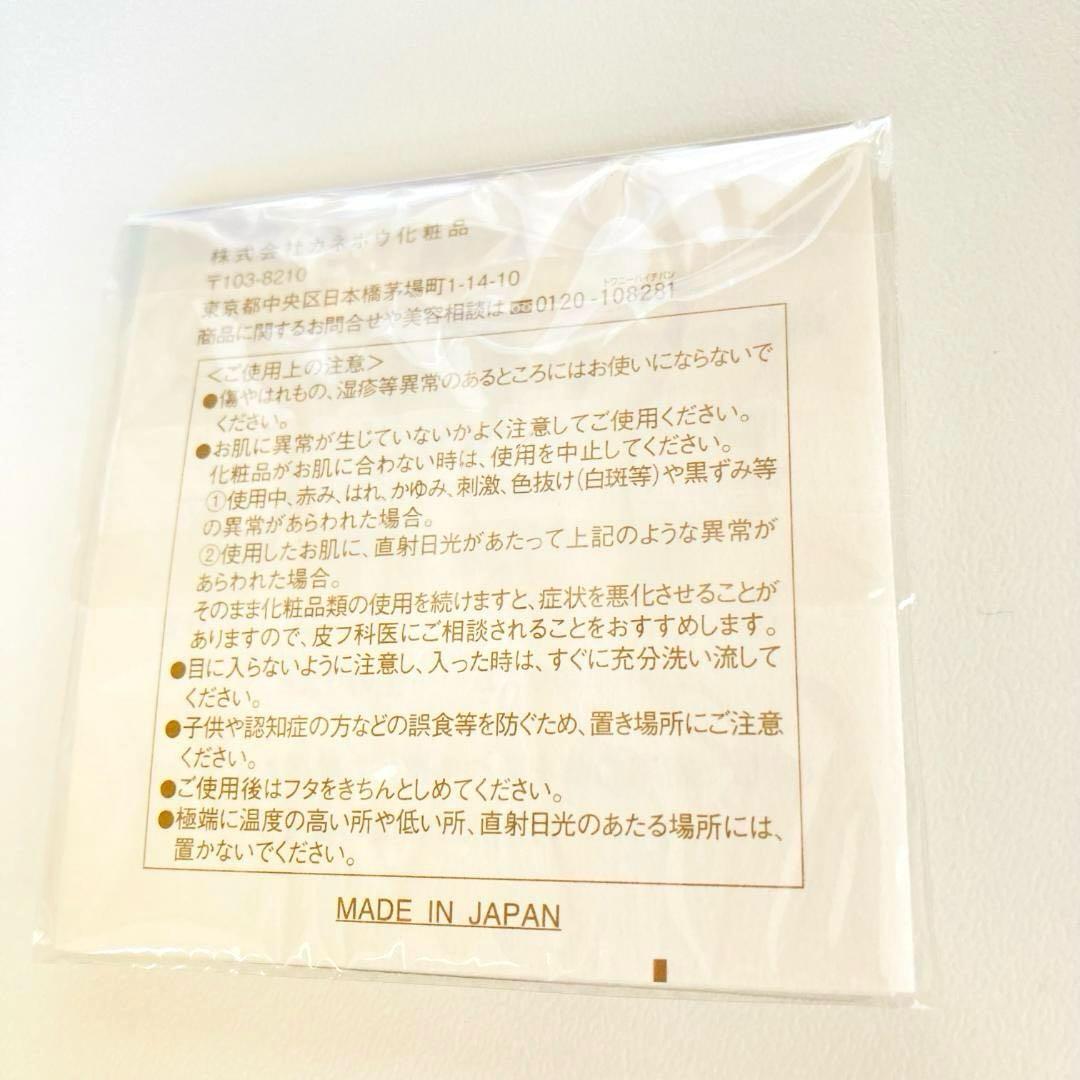 株式会社カネボウ化粧品
〒103-8210
東京都中央区日本橋茅場町1-14-10
トワニーハイチバン
商品に関するお問合せや美容相談は 0120-108281
<ご使用上の注意>
●傷やはれもの、湿疹等異常のあるところにはお使いにならないで
ください。
●お肌に異常が生じていないかよく注意してご使用ください。
化粧品がお肌に合わない時は、使用を中止してください。
①使用中、赤み、はれ、かゆみ、刺激、色抜け(白斑等)や黒ずみ等
の異常があらわれた場合。
②使用したお肌に、直射日光があたって上記のような異常が
あらわれた場合。
そのまま化粧品類の使用を続けますと、症状を悪化させることが
ありますので、皮フ科医にご相談されることをおすすめします。
●目に入らないように注意し、入った時は、すぐに充分洗い流して
ください。
●子供や認知症の方などの誤食等を防ぐため、置き場所にご注意
ください。
●ご使用後はフタをきちんとしめてください。
●極端に温度の高い所や低い所、直射日光のあたる場所には、
置かないでください。
MADE IN JAPAN